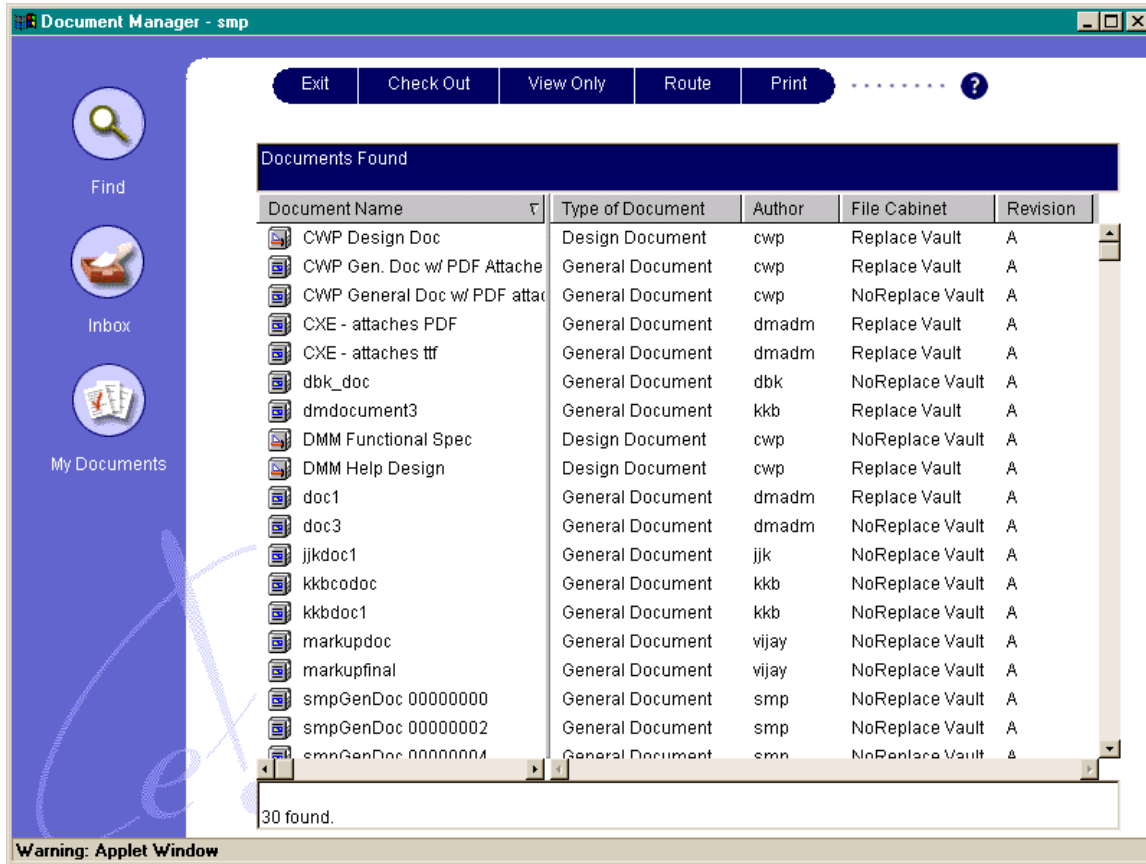 Document Manager - smp
Exit Check Out View Only Route Print ?
Find
Inbox
My Documents
Documents Found
Document Name Type of Document Author File Cabinet Revision
CWP Design Doc Design Document cwp Replace Vault A
CWP Gen. Doc w/ PDF Attache General Document cwp Replace Vault A
CWP General Doc w/ PDF attac General Document cwp NoReplace Vault A
CXE - attaches PDF General Document dmadm Replace Vault A
CXE - attaches ttf General Document dmadm Replace Vault A
dbk_doc General Document dbk NoReplace Vault A
dmdocument3 General Document kkb Replace Vault A
DMM Functional Spec Design Document cwp NoReplace Vault A
DMM Help Design Design Document cwp Replace Vault A
doc1 General Document dmadm Replace Vault A
doc3 General Document dmadm NoReplace Vault A
jjkdoc1 General Document jjk NoReplace Vault A
kkbcodoc General Document kkb NoReplace Vault A
kkbdoc1 General Document kkb NoReplace Vault A
markupdoc General Document vijay NoReplace Vault A
markupfinal General Document vijay NoReplace Vault A
smpGenDoc 00000000 General Document smp NoReplace Vault A
smpGenDoc 00000002 General Document smp NoReplace Vault A
smpGenDoc 00000004 General Document smp NoReplace Vault A
30 found.
Warning: Applet Window